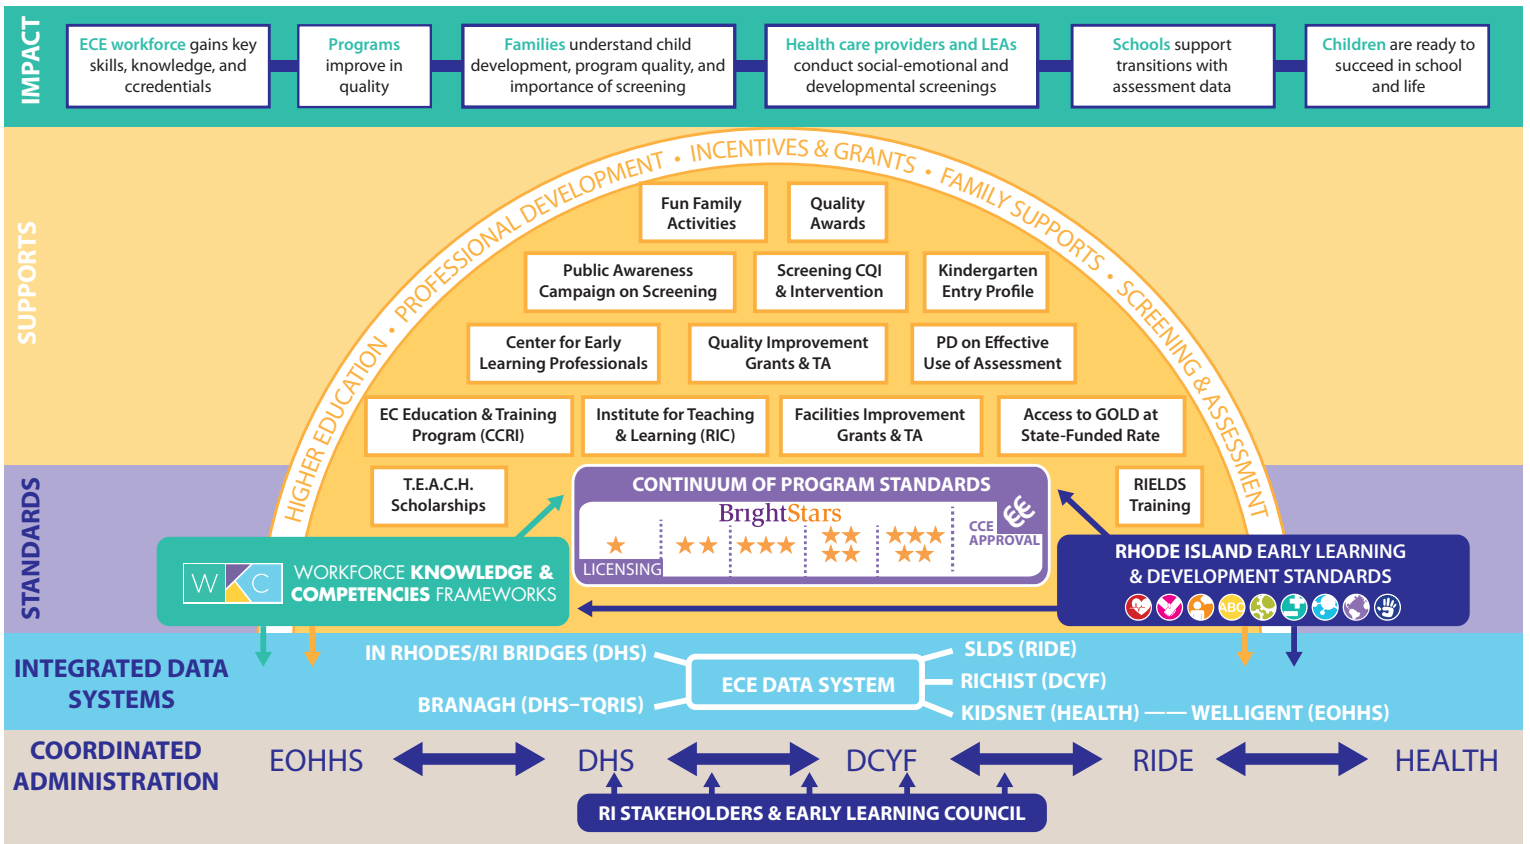 IMPACT
ECE workforce gains key
skills, knowledge, and
ccredentials
Programs
improve in
quality
Families understand child
development, program quality, and
importance of screening
Health care providers and LEAs
conduct social-emotional and
developmental screenings
Schools support
transitions with
assessment data
Children are ready to
succeed in school
and life
SUPPORTS
HIGHER EDUCATION • PROFESSIONAL DEVELOPMENT • INCENTIVES & GRANTS • FAMILY SUPPORTS • SCREENING & ASSESSMENT
Fun Family
Activities
Quality
Awards
Public Awareness
Campaign on Screening
Screening CQI
& Intervention
Kindergarten
Entry Profile
Center for Early
Learning Professionals
Quality Improvement
Grants & TA
PD on Effective
Use of Assessment
EC Education & Training
Program (CCRI)
Institute for Teaching
& Learning (RIC)
Facilities Improvement
Grants & TA
Access to GOLD at
State-Funded Rate
STANDARDS
T.E.A.C.H.
Scholarships
CONTINUUM OF PROGRAM STANDARDS
BrightStars
LICENSING
CCE
APPROVAL
RIELDS
Training
WKC
WORKFORCE KNOWLEDGE &
COMPETENCIES FRAMEWORKS
RHODE ISLAND EARLY LEARNING
& DEVELOPMENT STANDARDS
ABC
INTEGRATED DATA
SYSTEMS
IN RHODES/RI BRIDGES (DHS)
BRANAGH (DHS–TQRIS)
ECE DATA SYSTEM
SLDS (RIDE)
RICHIST (DCYF)
KIDSNET (HEALTH) —— WELLIGENT (EOHHS)
COORDINATED
ADMINISTRATION
EOHHS
DHS
DCYF
RIDE
HEALTH
RI STAKEHOLDERS & EARLY LEARNING COUNCIL